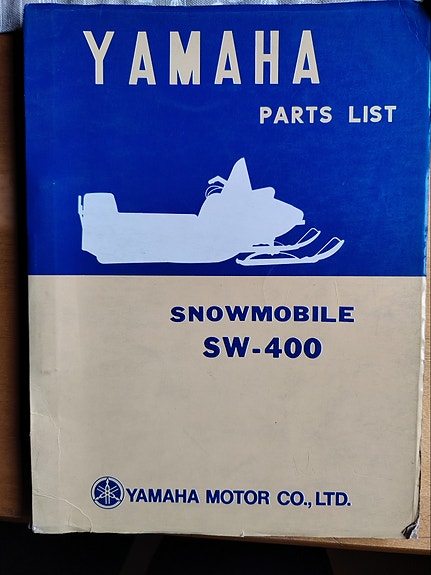 YAMAHA
PARTS LIST
SNOWMOBILE
SW-400
YAMAHA MOTOR CO., LTD.